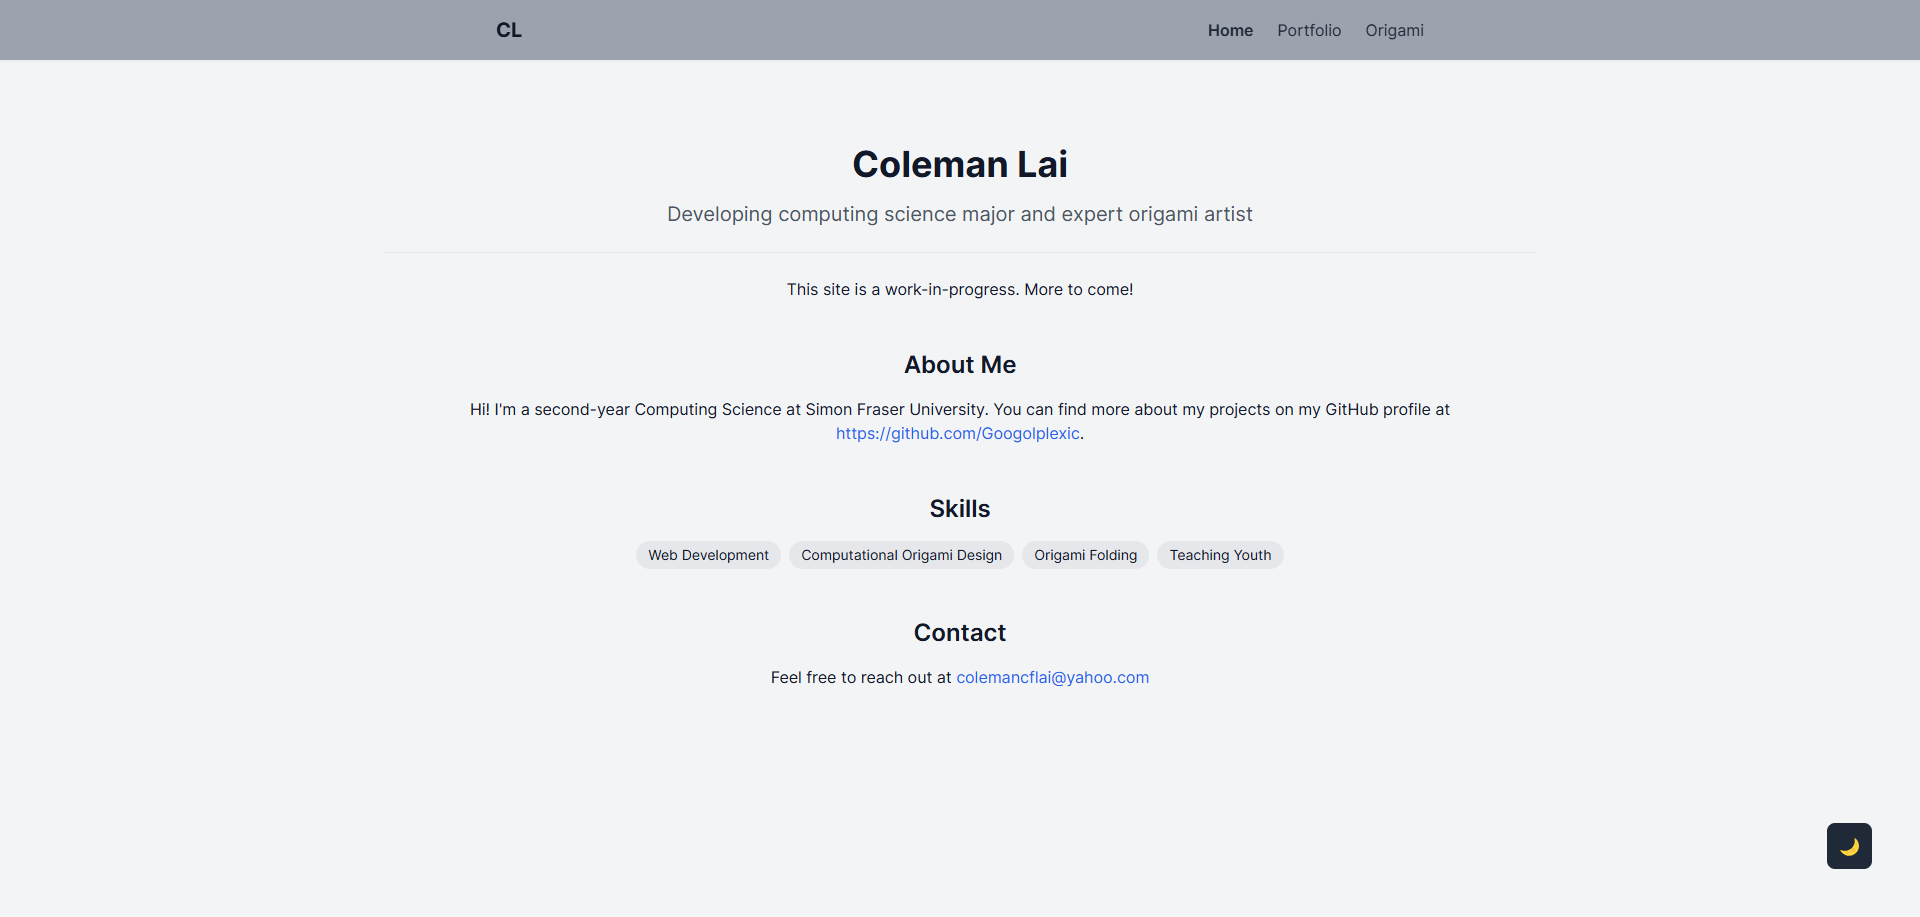 CL
Home Portfolio Origami
Coleman Lai
Developing computing science major and expert origami artist
This site is a work-in-progress. More to come!
About Me
Hi! I'm a second-year Computing Science at Simon Fraser University. You can find more about my projects on my GitHub profile at
https://github.com/Googolplexic.
Skills
Web Development Computational Origami Design Origami Folding Teaching Youth
Contact
Feel free to reach out at colemancflai@yahoo.com